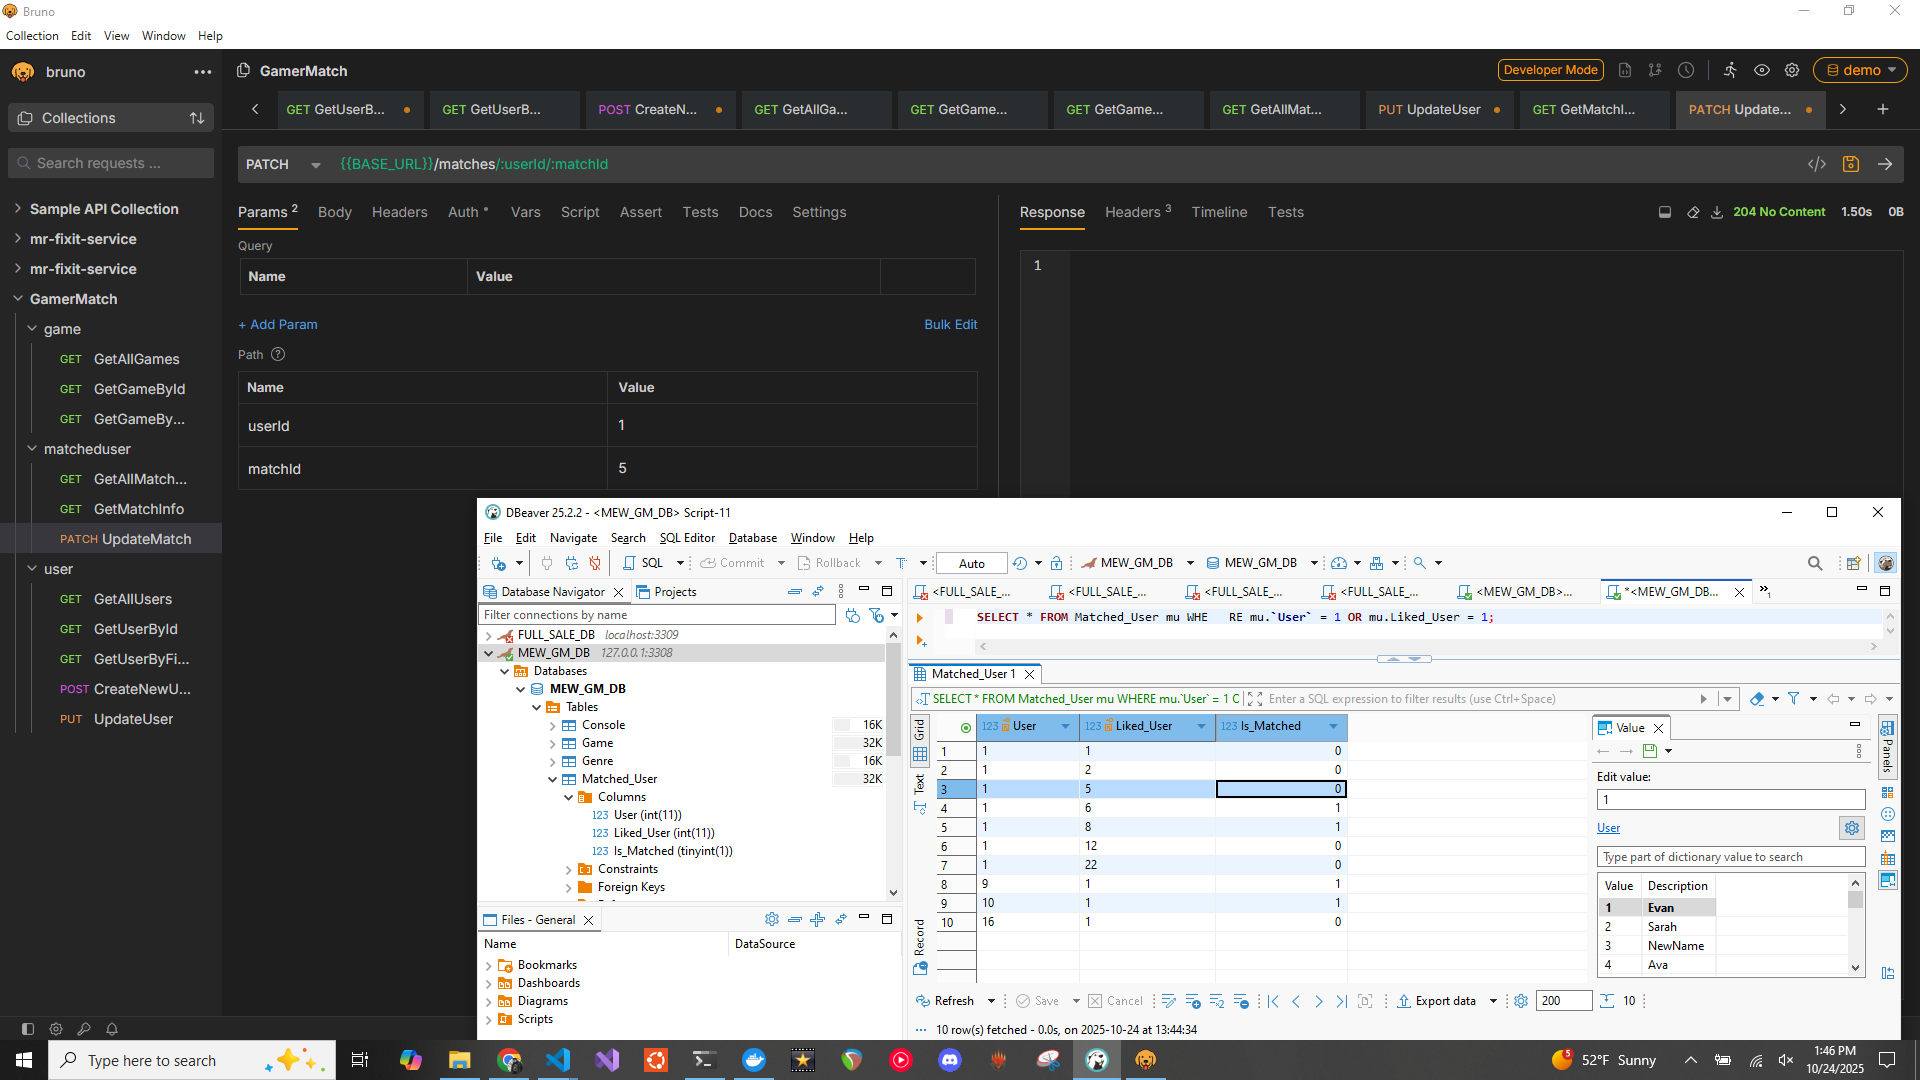 Bruno
Collection Edit View Window Help
bruno
GamerMatch
Developer Mode
demo
Collections
GET GetUserB...
GET GetUserB...
POST CreateN...
GET GetAllGa...
GET GetGame...
GET GetGame...
GET GetAllMat...
PUT UpdateUser
GET GetMatchI...
PATCH Update...
Search requests ...
PATCH
{{BASE_URL}}/matches/:userId/:matchId
Sample API Collection
mr-fixit-service
mr-fixit-service
GamerMatch
game
GET GetAllGames
GET GetGameById
GET GetGameBy...
matcheduser
GET GetAllMatch...
GET GetMatchInfo
PATCH UpdateMatch
user
GET GetAllUsers
GET GetUserById
GET GetUserByFi...
POST CreateNewU...
PUT UpdateUser
Params 2 Body Headers Auth Vars Script Assert Tests Docs Settings
Query
Name Value
+ Add Param
Bulk Edit
Path ?
Name Value
userId 1
matchId 5
Response Headers 3 Timeline Tests
204 No Content 1.50s 0B
1
DBeaver 25.2.2 - <MEW_GM_DB> Script-11
File Edit Navigate Search SQL Editor Database Window Help
SQL Commit Rollback T Auto MEW_GM_DB MEW_GM_DB
Database Navigator Projects
Filter connections by name
FULL_SALE_DB localhost:3309
MEW_GM_DB 127.0.0.1:3308
Databases
MEW_GM_DB
Tables
Console 16K
Game 32K
Genre 16K
Matched_User 32K
Columns
123 User (int(11))
123 Liked_User (int(11))
123 Is_Matched (tinyint(1))
Constraints
Foreign Keys
Files - General
Name DataSource
Bookmarks
Dashboards
Diagrams
Scripts
<FULL_SALE_...
<FULL_SALE_...
<FULL_SALE_...
<FULL_SALE_...
<MEW_GM_DB>...
*<MEW_GM_DB...
»1
SELECT * FROM Matched_User mu WHE   RE mu.`User` = 1 OR mu.Liked_User = 1;
Matched_User 1
SELECT * FROM Matched_User mu WHERE mu.`User` = 1 O
Enter a SQL expression to filter results (use Ctrl+Space)
Grid
Text
Record
123 User 123 Liked_User 123 Is_Matched
1 1 1 0
2 1 2 0
3 1 5 0
4 1 6 1
5 1 8 1
6 1 12 0
7 1 22 0
8 9 1 1
9 10 1 1
10 16 1 0
Value
Edit value:
1
User
Type part of dictionary value to search
Value Description
1 Evan
2 Sarah
3 NewName
4 Ava
Panels
Refresh Save Cancel Export data 200 10
10 row(s) fetched - 0.0s, on 2025-10-24 at 13:44:34
Type here to search
5
52°F Sunny
1:46 PM
10/24/2025